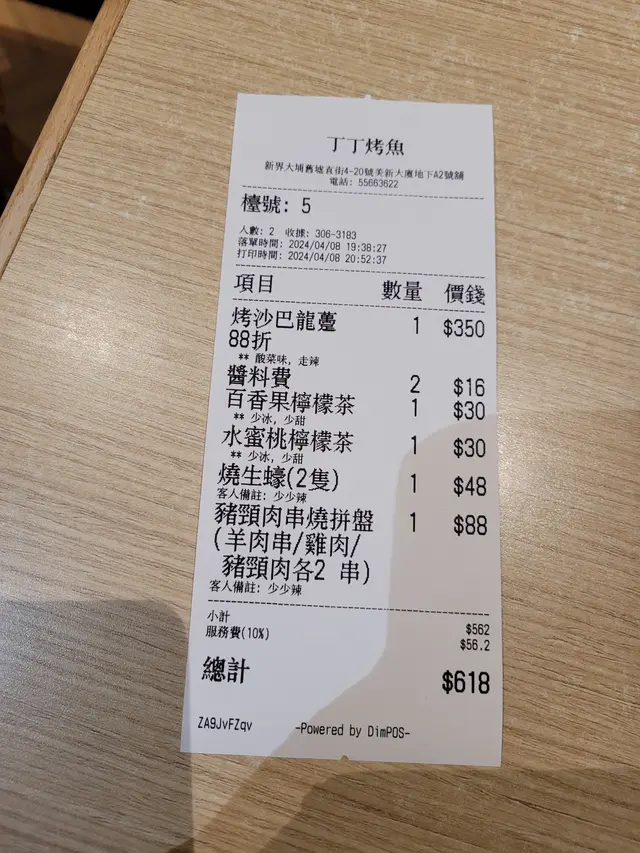 丁丁烤魚
新界大埔舊墟直街4-20號美新大廈地下A2號舖
電話: 55663622
檯號: 5
人數: 2 收據: 306-3183
落單時間: 2024/04/08 19:38:27
打印時間: 2024/04/08 20:52:37
項目 數量 價錢
烤沙巴龍躉 1 $350
88折
** 酸菜味, 走辣
醬料費 2 $16
百香果檸檬茶 1 $30
** 少冰, 少甜
水蜜桃檸檬茶 1 $30
** 少冰, 少甜
燒生蠔(2隻) 1 $48
客人備註: 少少辣
豬頸肉串燒拼盤 1 $88
(羊肉串/雞肉/
豬頸肉各2 串)
客人備註: 少少辣
小計 $562
服務費(10%) $56.2
總計 $618
ZA9JvFZqv -Powered by DimPOS-